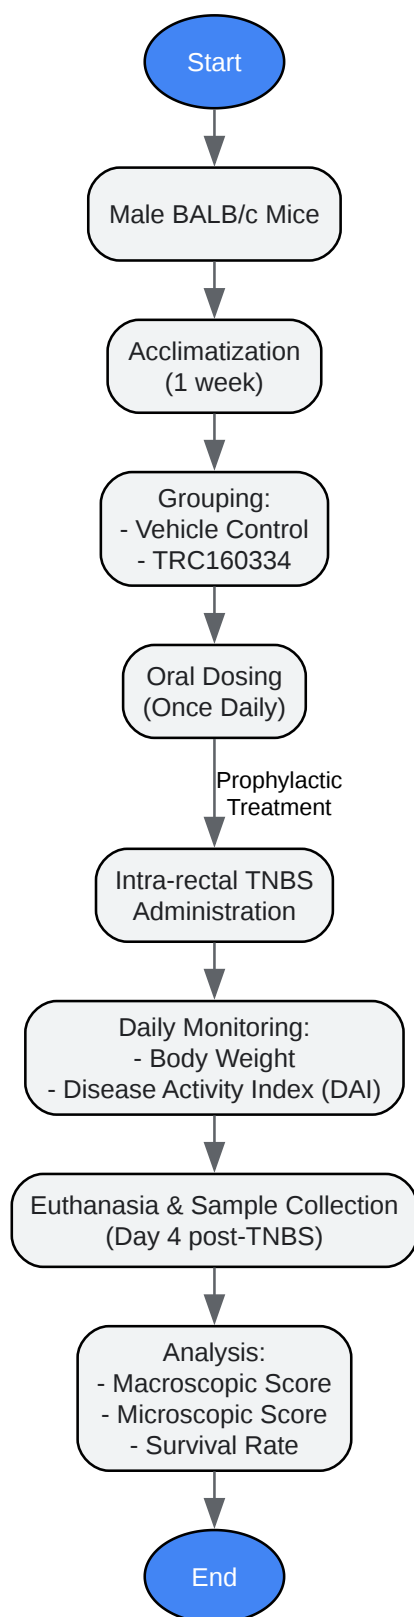 Start
Male BALB/c Mice
Acclimatization
(1 week)
Grouping:
- Vehicle Control
- TRC160334
Oral Dosing
(Once Daily)
Prophylactic
Treatment
Intra-rectal TNBS
Administration
Daily Monitoring:
- Body Weight
- Disease Activity Index (DAI)
Euthanasia & Sample Collection
(Day 4 post-TNBS)
Analysis:
- Macroscopic Score
- Microscopic Score
- Survival Rate
End